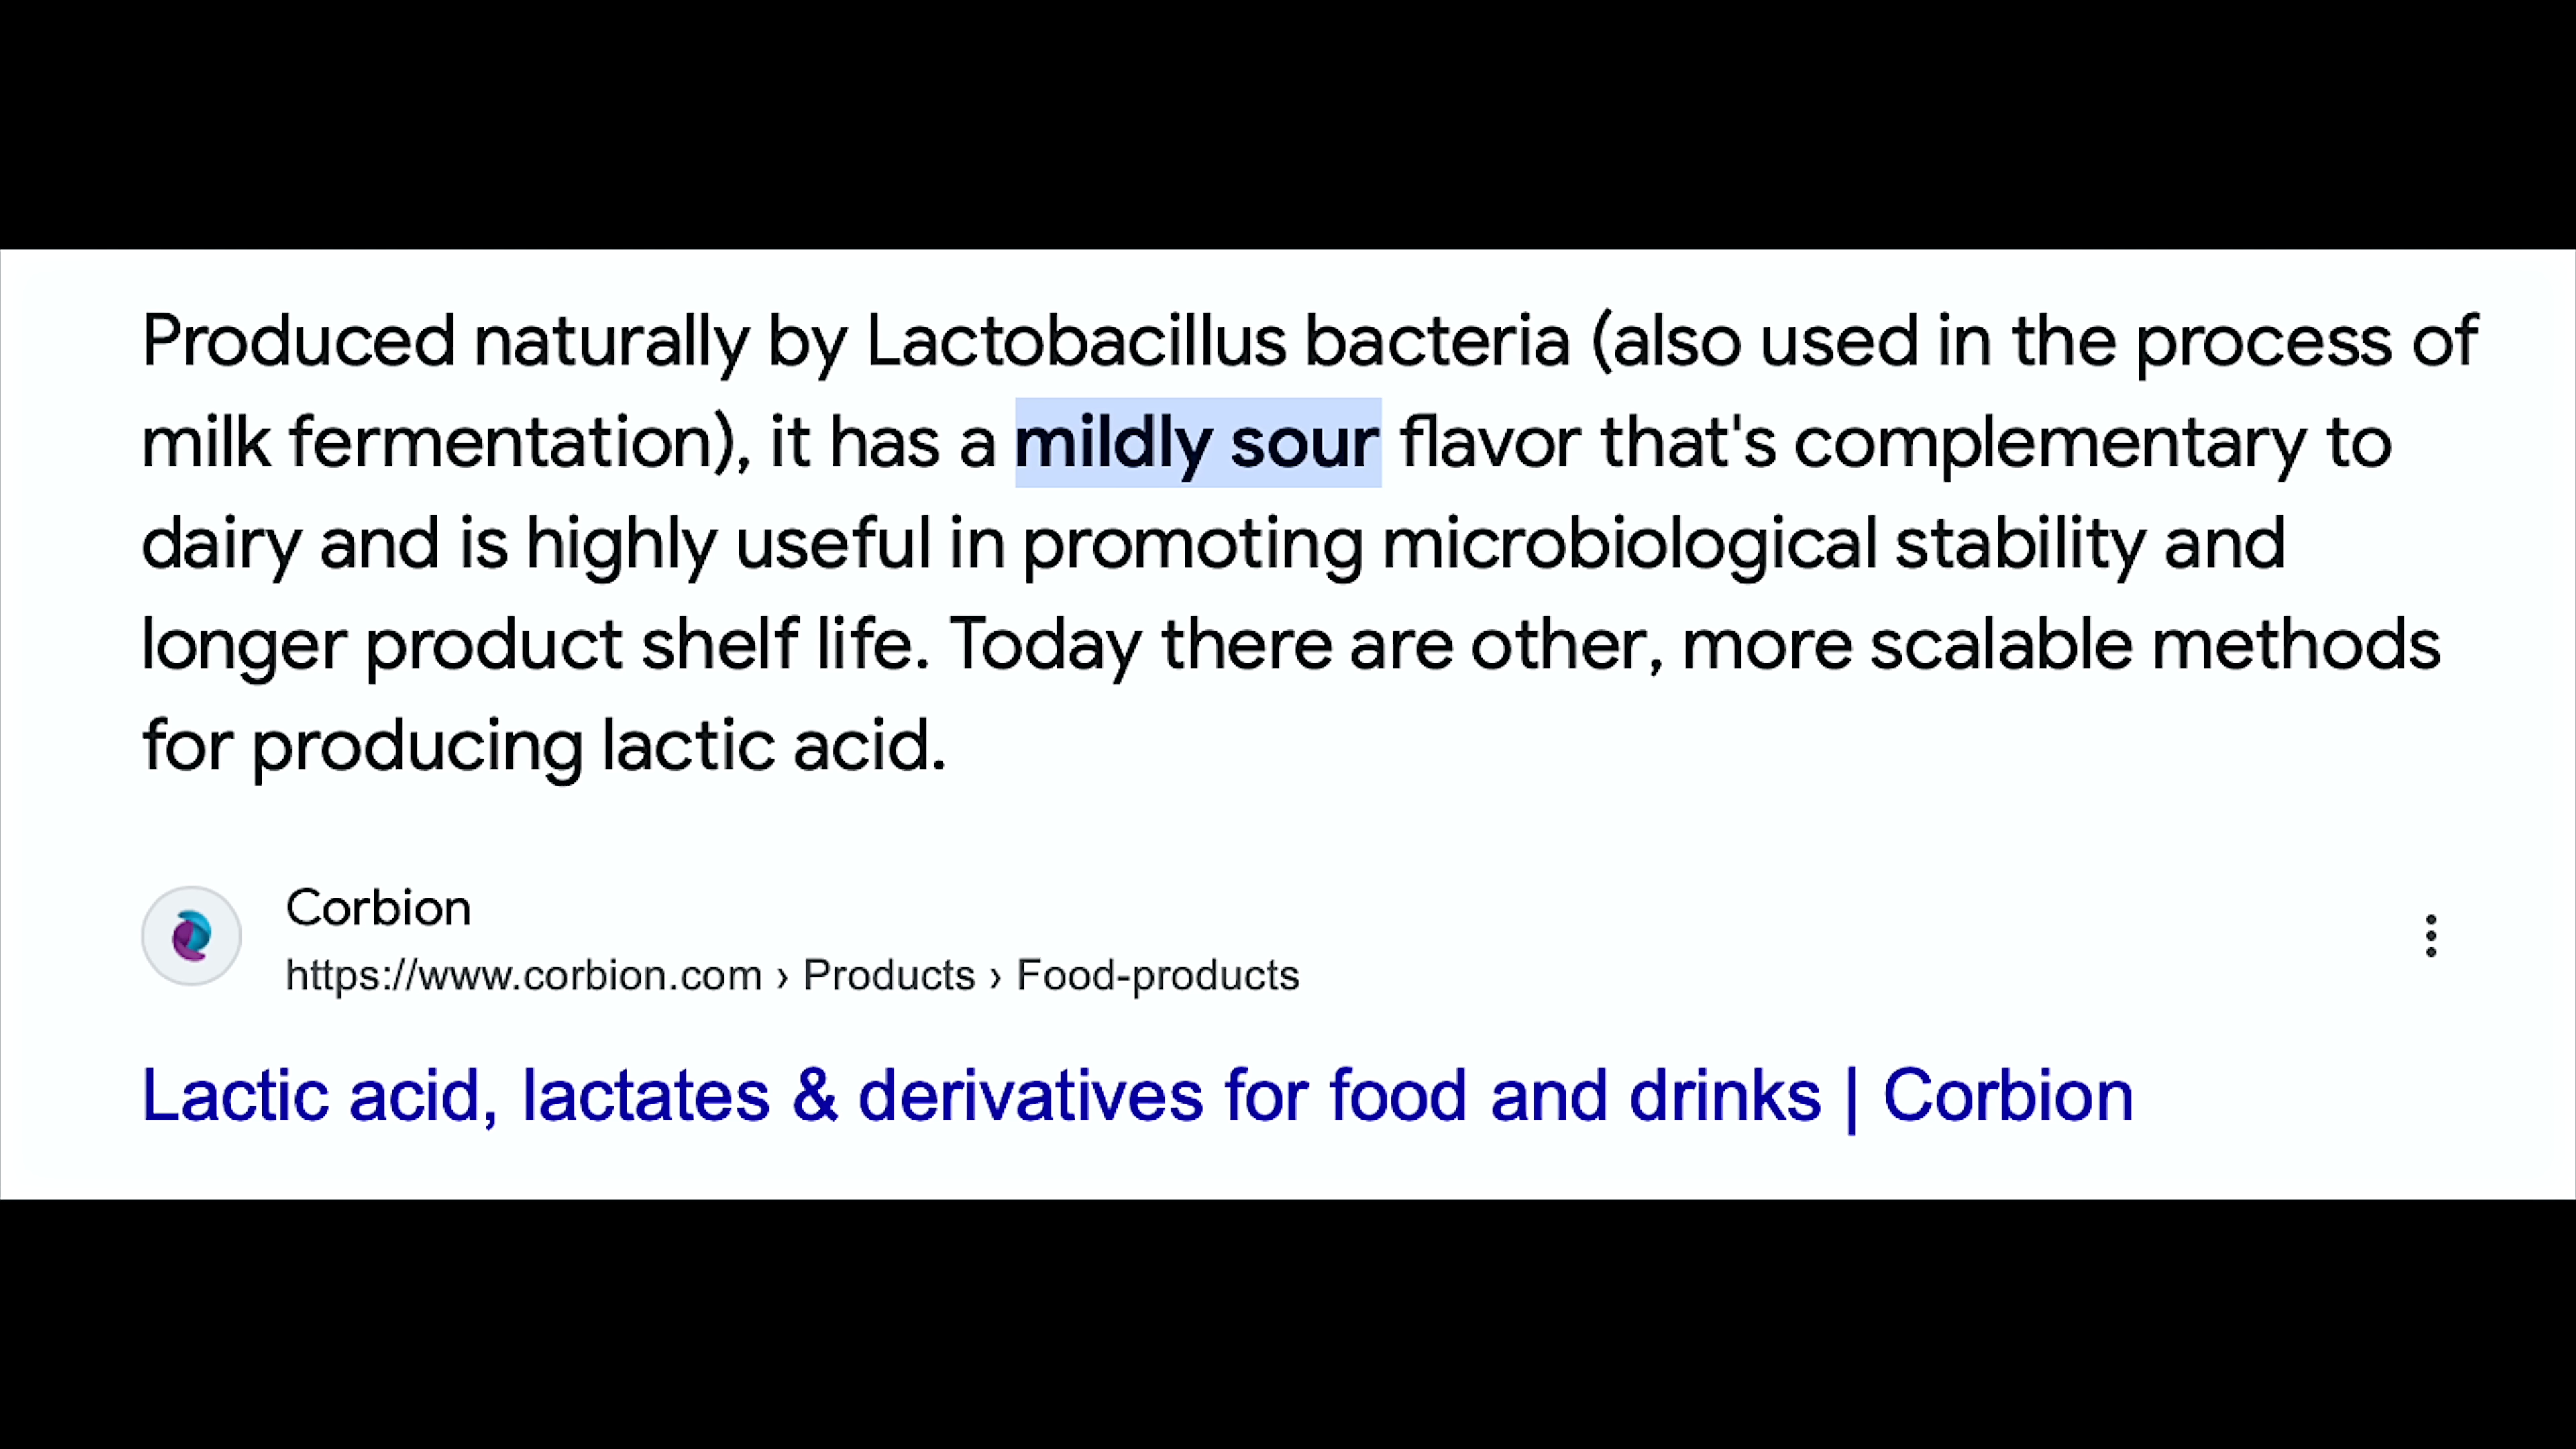 Produced naturally by Lactobacillus bacteria (also used in the process of
milk fermentation), it has a mildly sour flavor that's complementary to
dairy and is highly useful in promoting microbiological stability and
longer product shelf life. Today there are other, more scalable methods
for producing lactic acid.
Corbion
https://www.corbion.com › Products › Food-products
Lactic acid, lactates & derivatives for food and drinks | Corbion